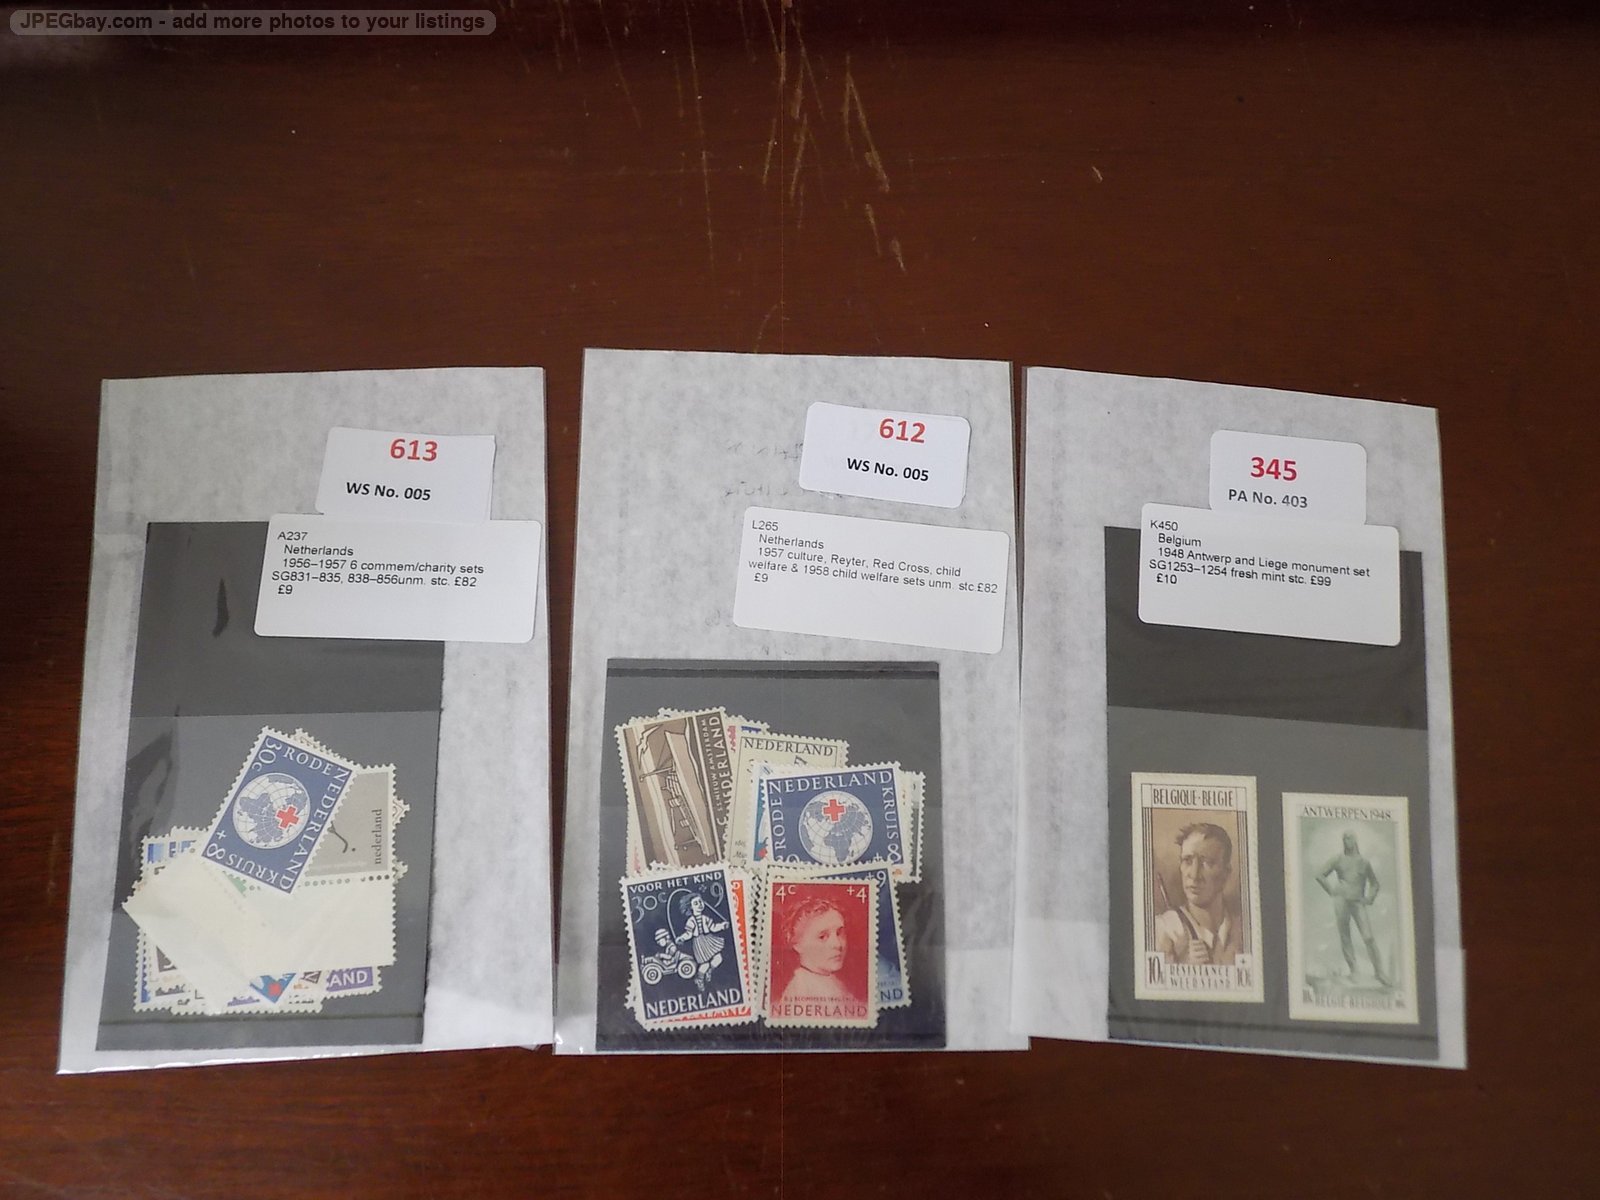 JPEGbay.com - add more photos to your listings
613
WS No. 005
A237
Netherlands
1956–1957 6 commem/charity sets
SG831–835, 838–856unm. stc. £82
£9
RODE
30c
NEDERLAND
KRUIS
8
+
nederland
LAND
612
WS No. 005
L265
Netherlands
1957 culture, Reyter, Red Cross, child
welfare & 1958 child welfare sets unm. stc.£82
£9
NEDERLAND
NEDERLAND
NEDERLAND
RODE
KRUIS
30
+8
VOOR HET KIND
30c +9
NEDERLAND
+9
4c +4
NEDERLAND
345
PA No. 403
K450
Belgium
1948 Antwerp and Liege monument set
SG1253–1254 fresh mint stc. £99
£10
BELGIQUE-BELGIE
10F + 10F
RESISTANCE
WEERSTAND
ANTWERPEN 1948
BELGIE-BELGIQUE